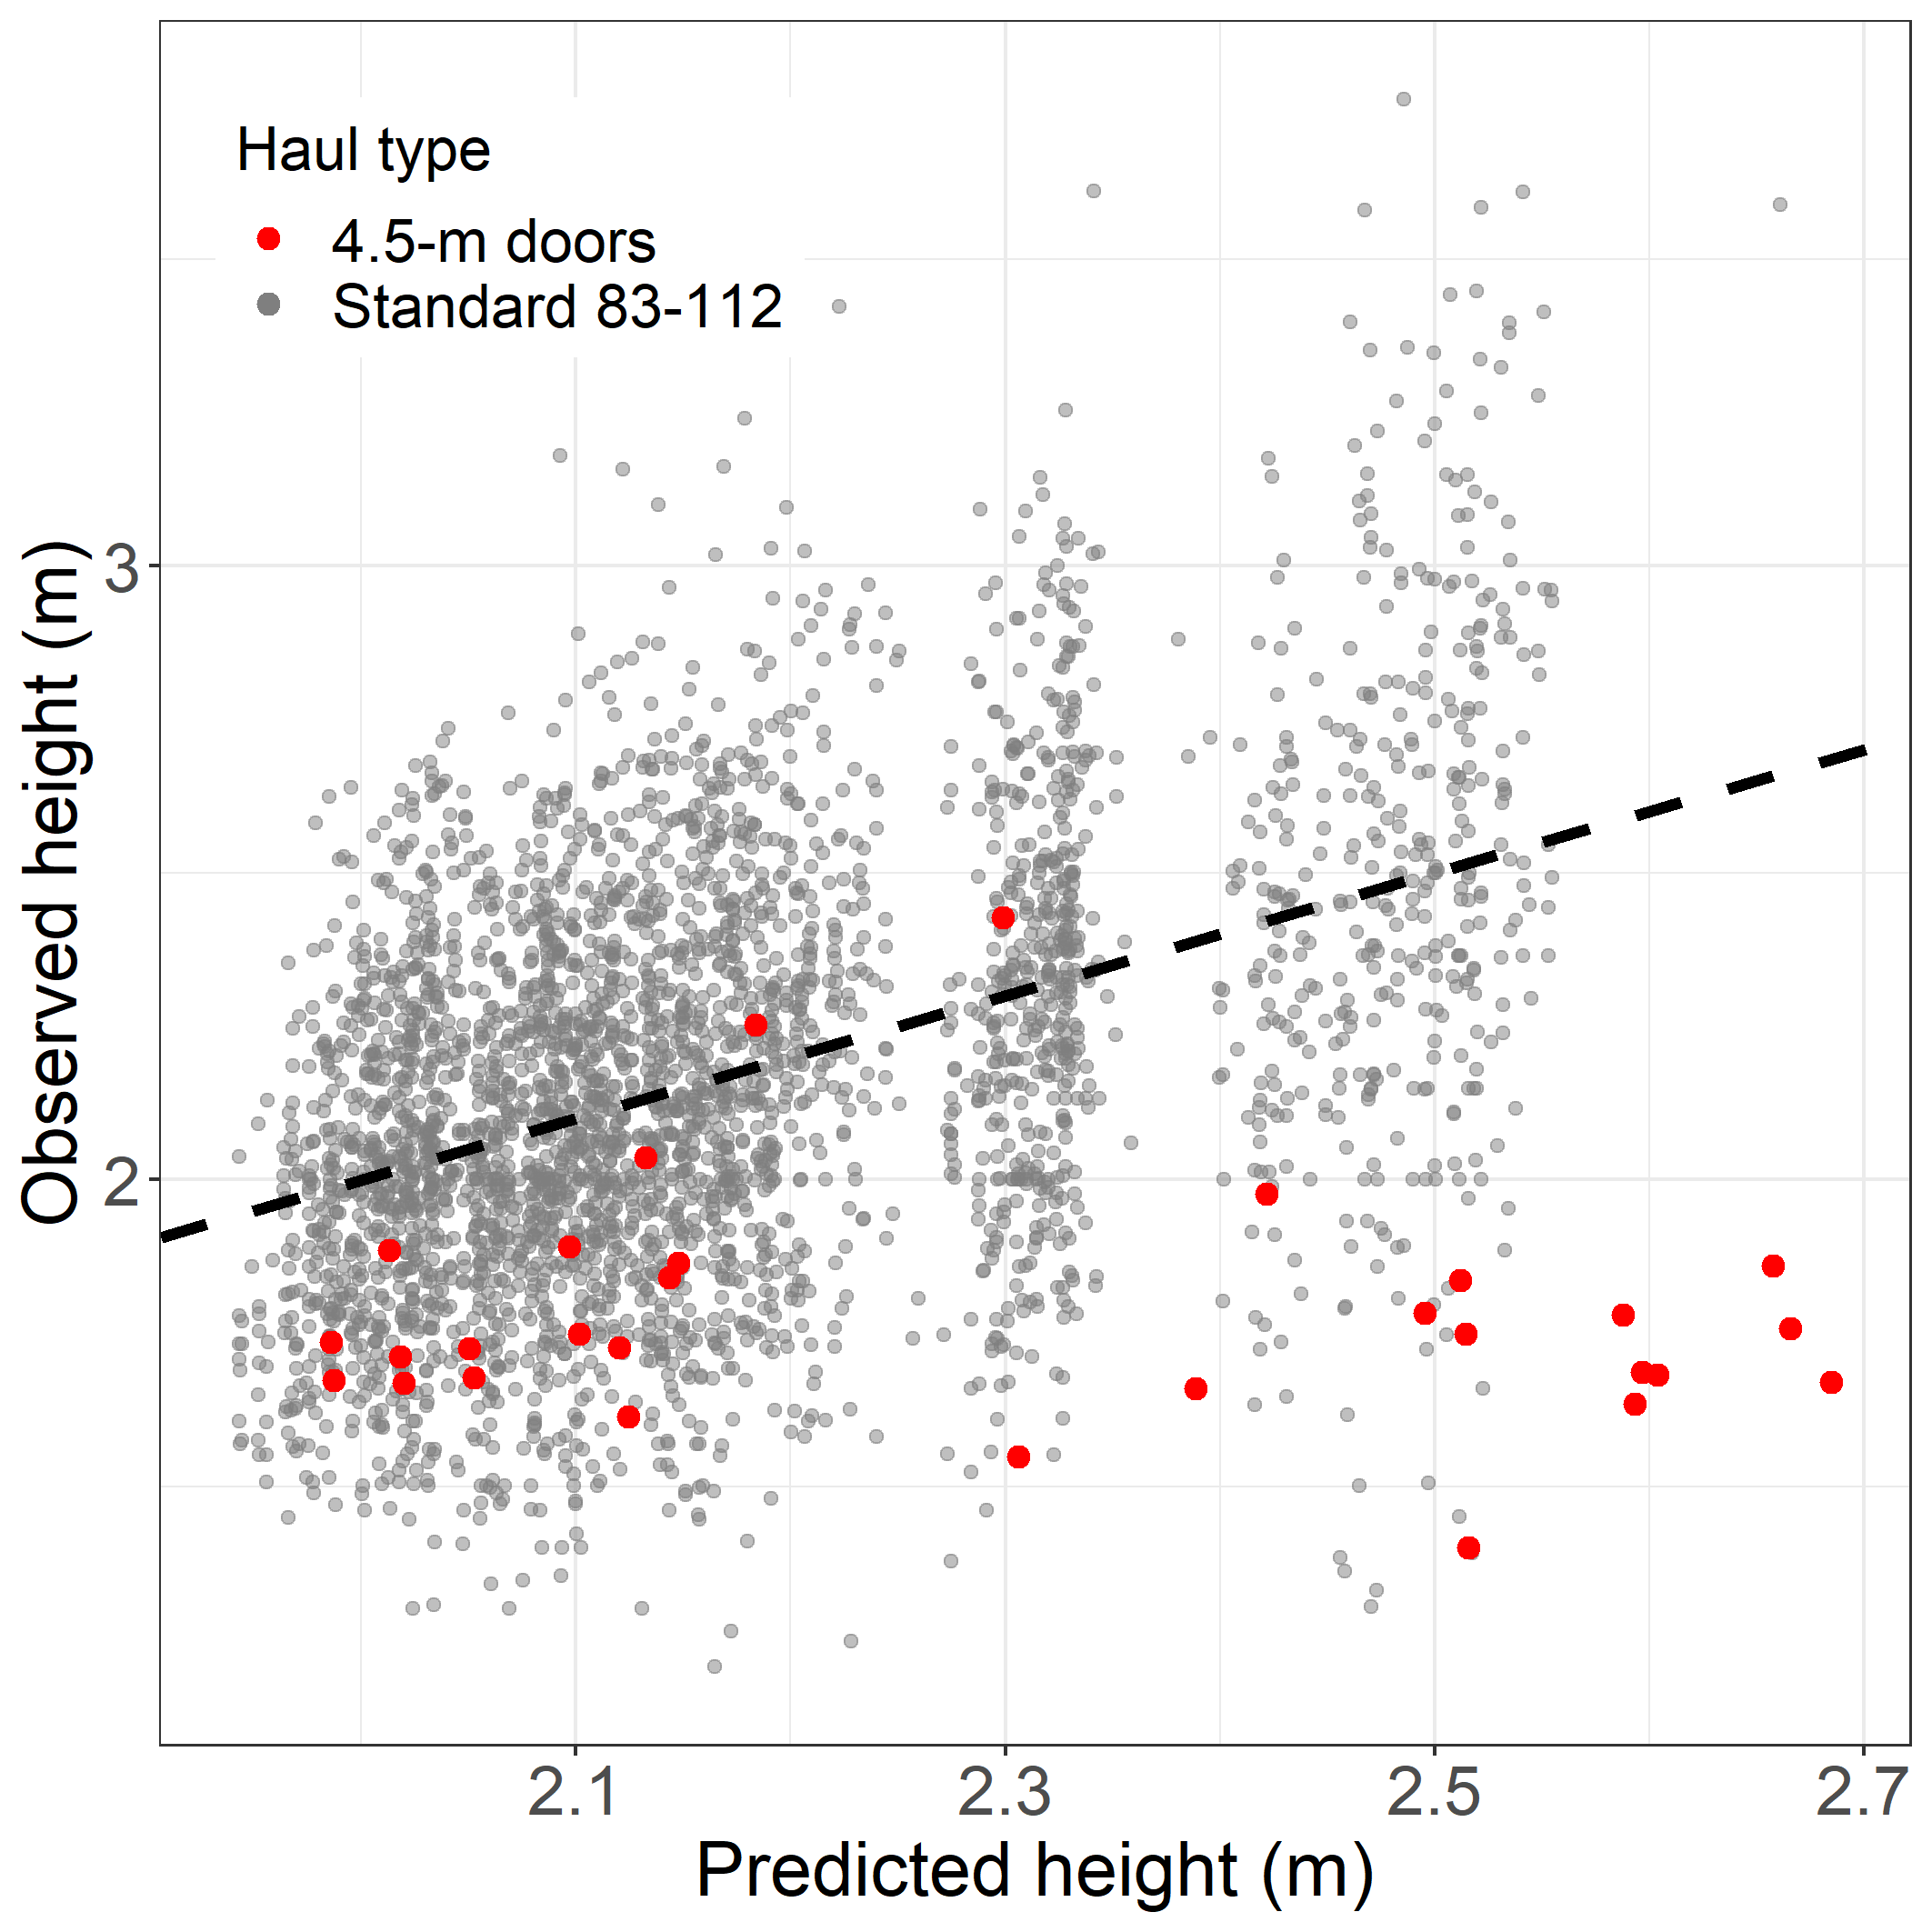 Haul type
4.5-m doors
Standard 83-112
Observed height (m)
3
2
2.1 2.3 2.5 2.7
Predicted height (m)